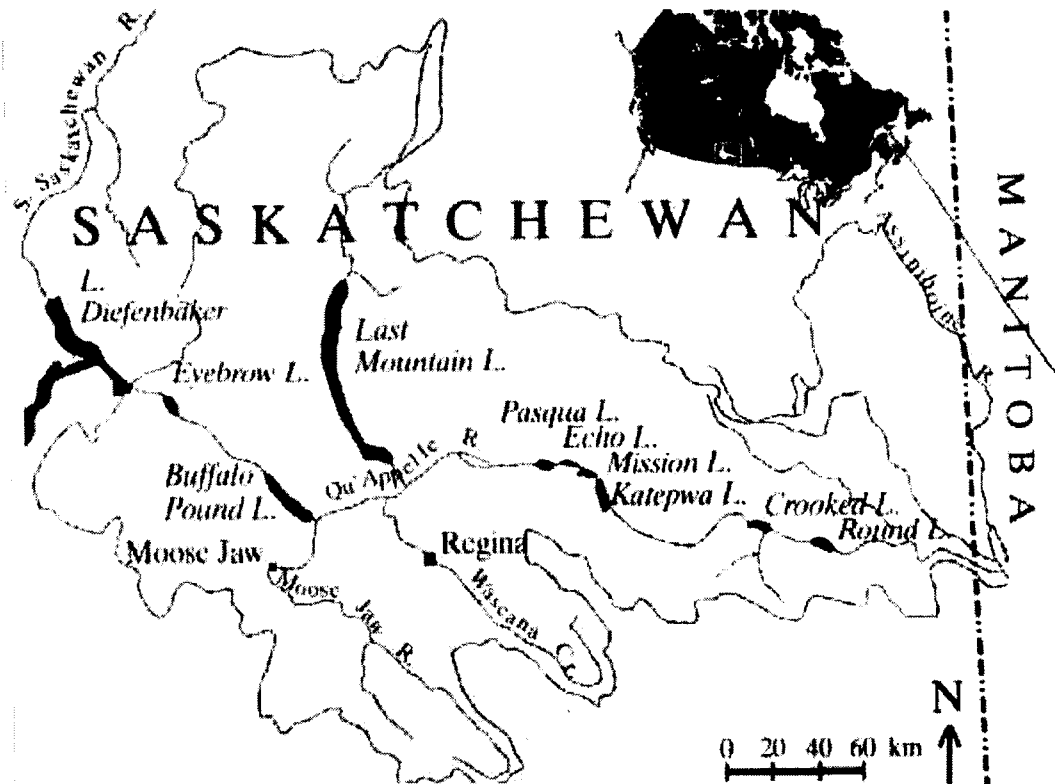 S. Saskatchewan R.
SASKATCHEWAN
MANITOBA
Assiniboine R.
L.
Diefenbaker
Last
Mountain L.
Eyebrow L.
Pasqua L.
Echo L.
Qu'Appelle R
Mission L.
Buffalo
Pound L.
Katepwa L.
Crooked L.
Round L
Moose Jaw
Regina
Moose Jaw R.
Wascana Cr.
N
0 20 40 60 km